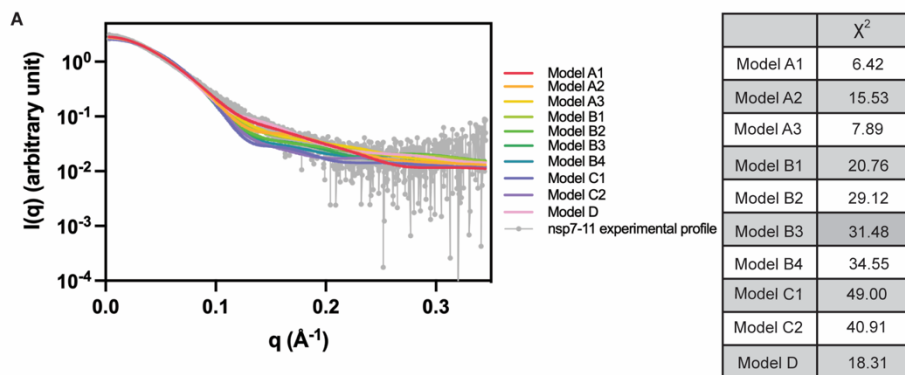 A
I(q) (arbitrary unit)
10⁰
10⁻¹
10⁻²
10⁻³
10⁻⁴
0.0 0.1 0.2 0.3
q (Å⁻¹)
Model A1
Model A2
Model A3
Model B1
Model B2
Model B3
Model B4
Model C1
Model C2
Model D
nsp7-11 experimental profile
χ²
Model A1 6.42
Model A2 15.53
Model A3 7.89
Model B1 20.76
Model B2 29.12
Model B3 31.48
Model B4 34.55
Model C1 49.00
Model C2 40.91
Model D 18.31